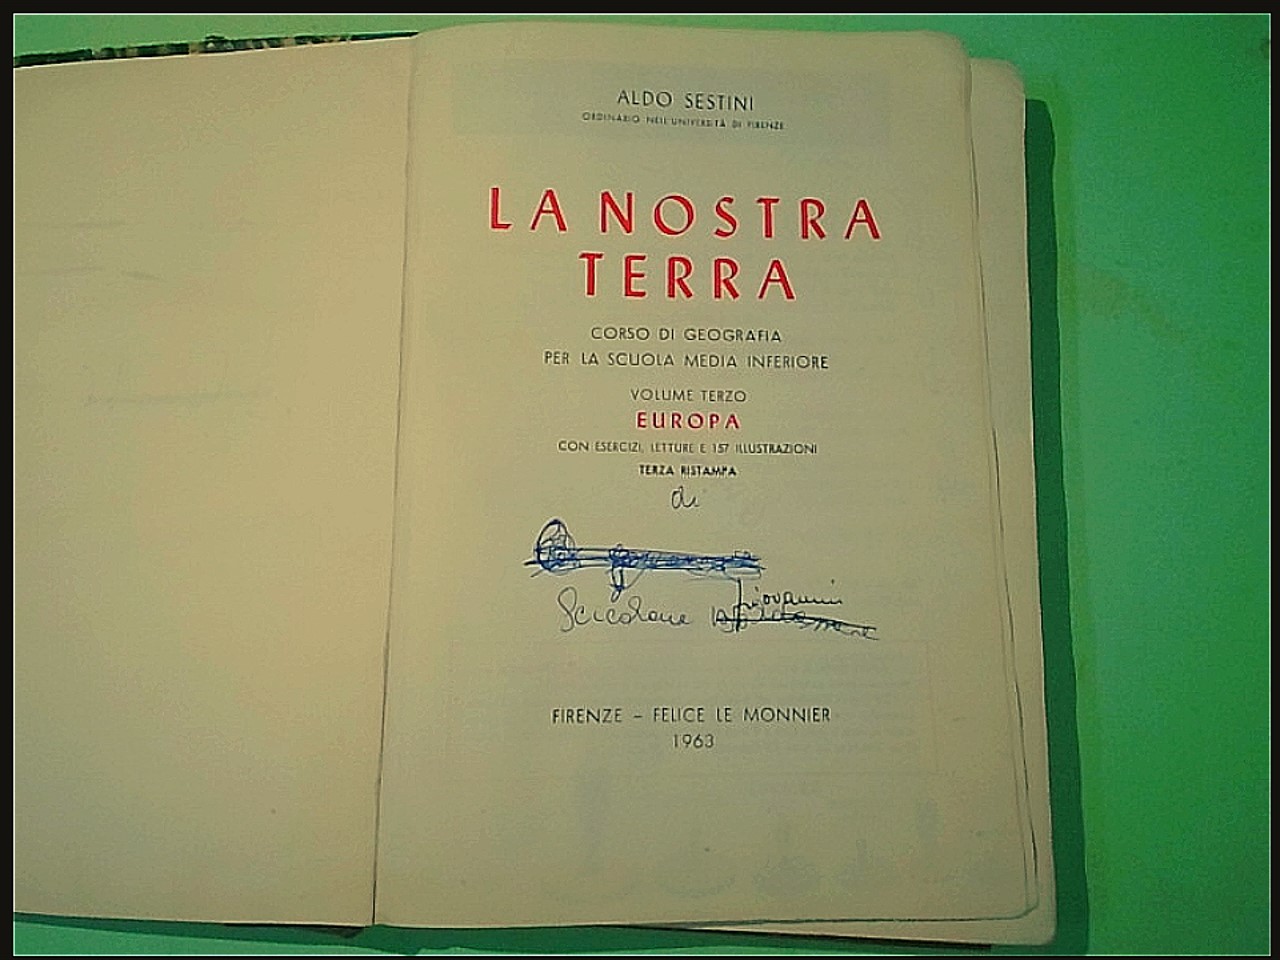 ALDO SESTINI
ORDINARIO NELL'UNIVERSITÀ DI FIRENZE
LA NOSTRA
TERRA
CORSO DI GEOGRAFIA
PER LA SCUOLA MEDIA INFERIORE
VOLUME TERZO
EUROPA
CON ESERCIZI, LETTURE E 157 ILLUSTRAZIONI
TERZA RISTAMPA
di
Giovanni
Scicolone
FIRENZE - FELICE LE MONNIER
1963